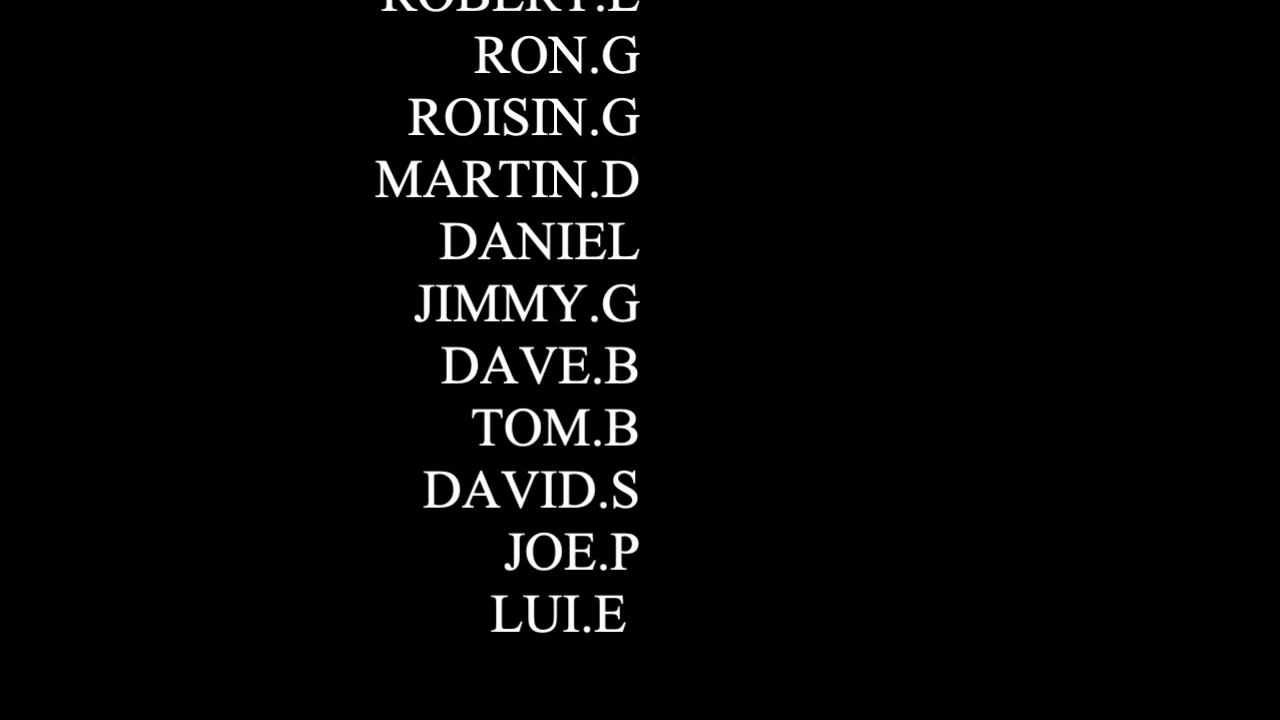 RON.G
ROISIN.G
MARTIN.D
DANIEL
JIMMY.G
DAVE.B
TOM.B
DAVID.S
JOE.P
LUI.E